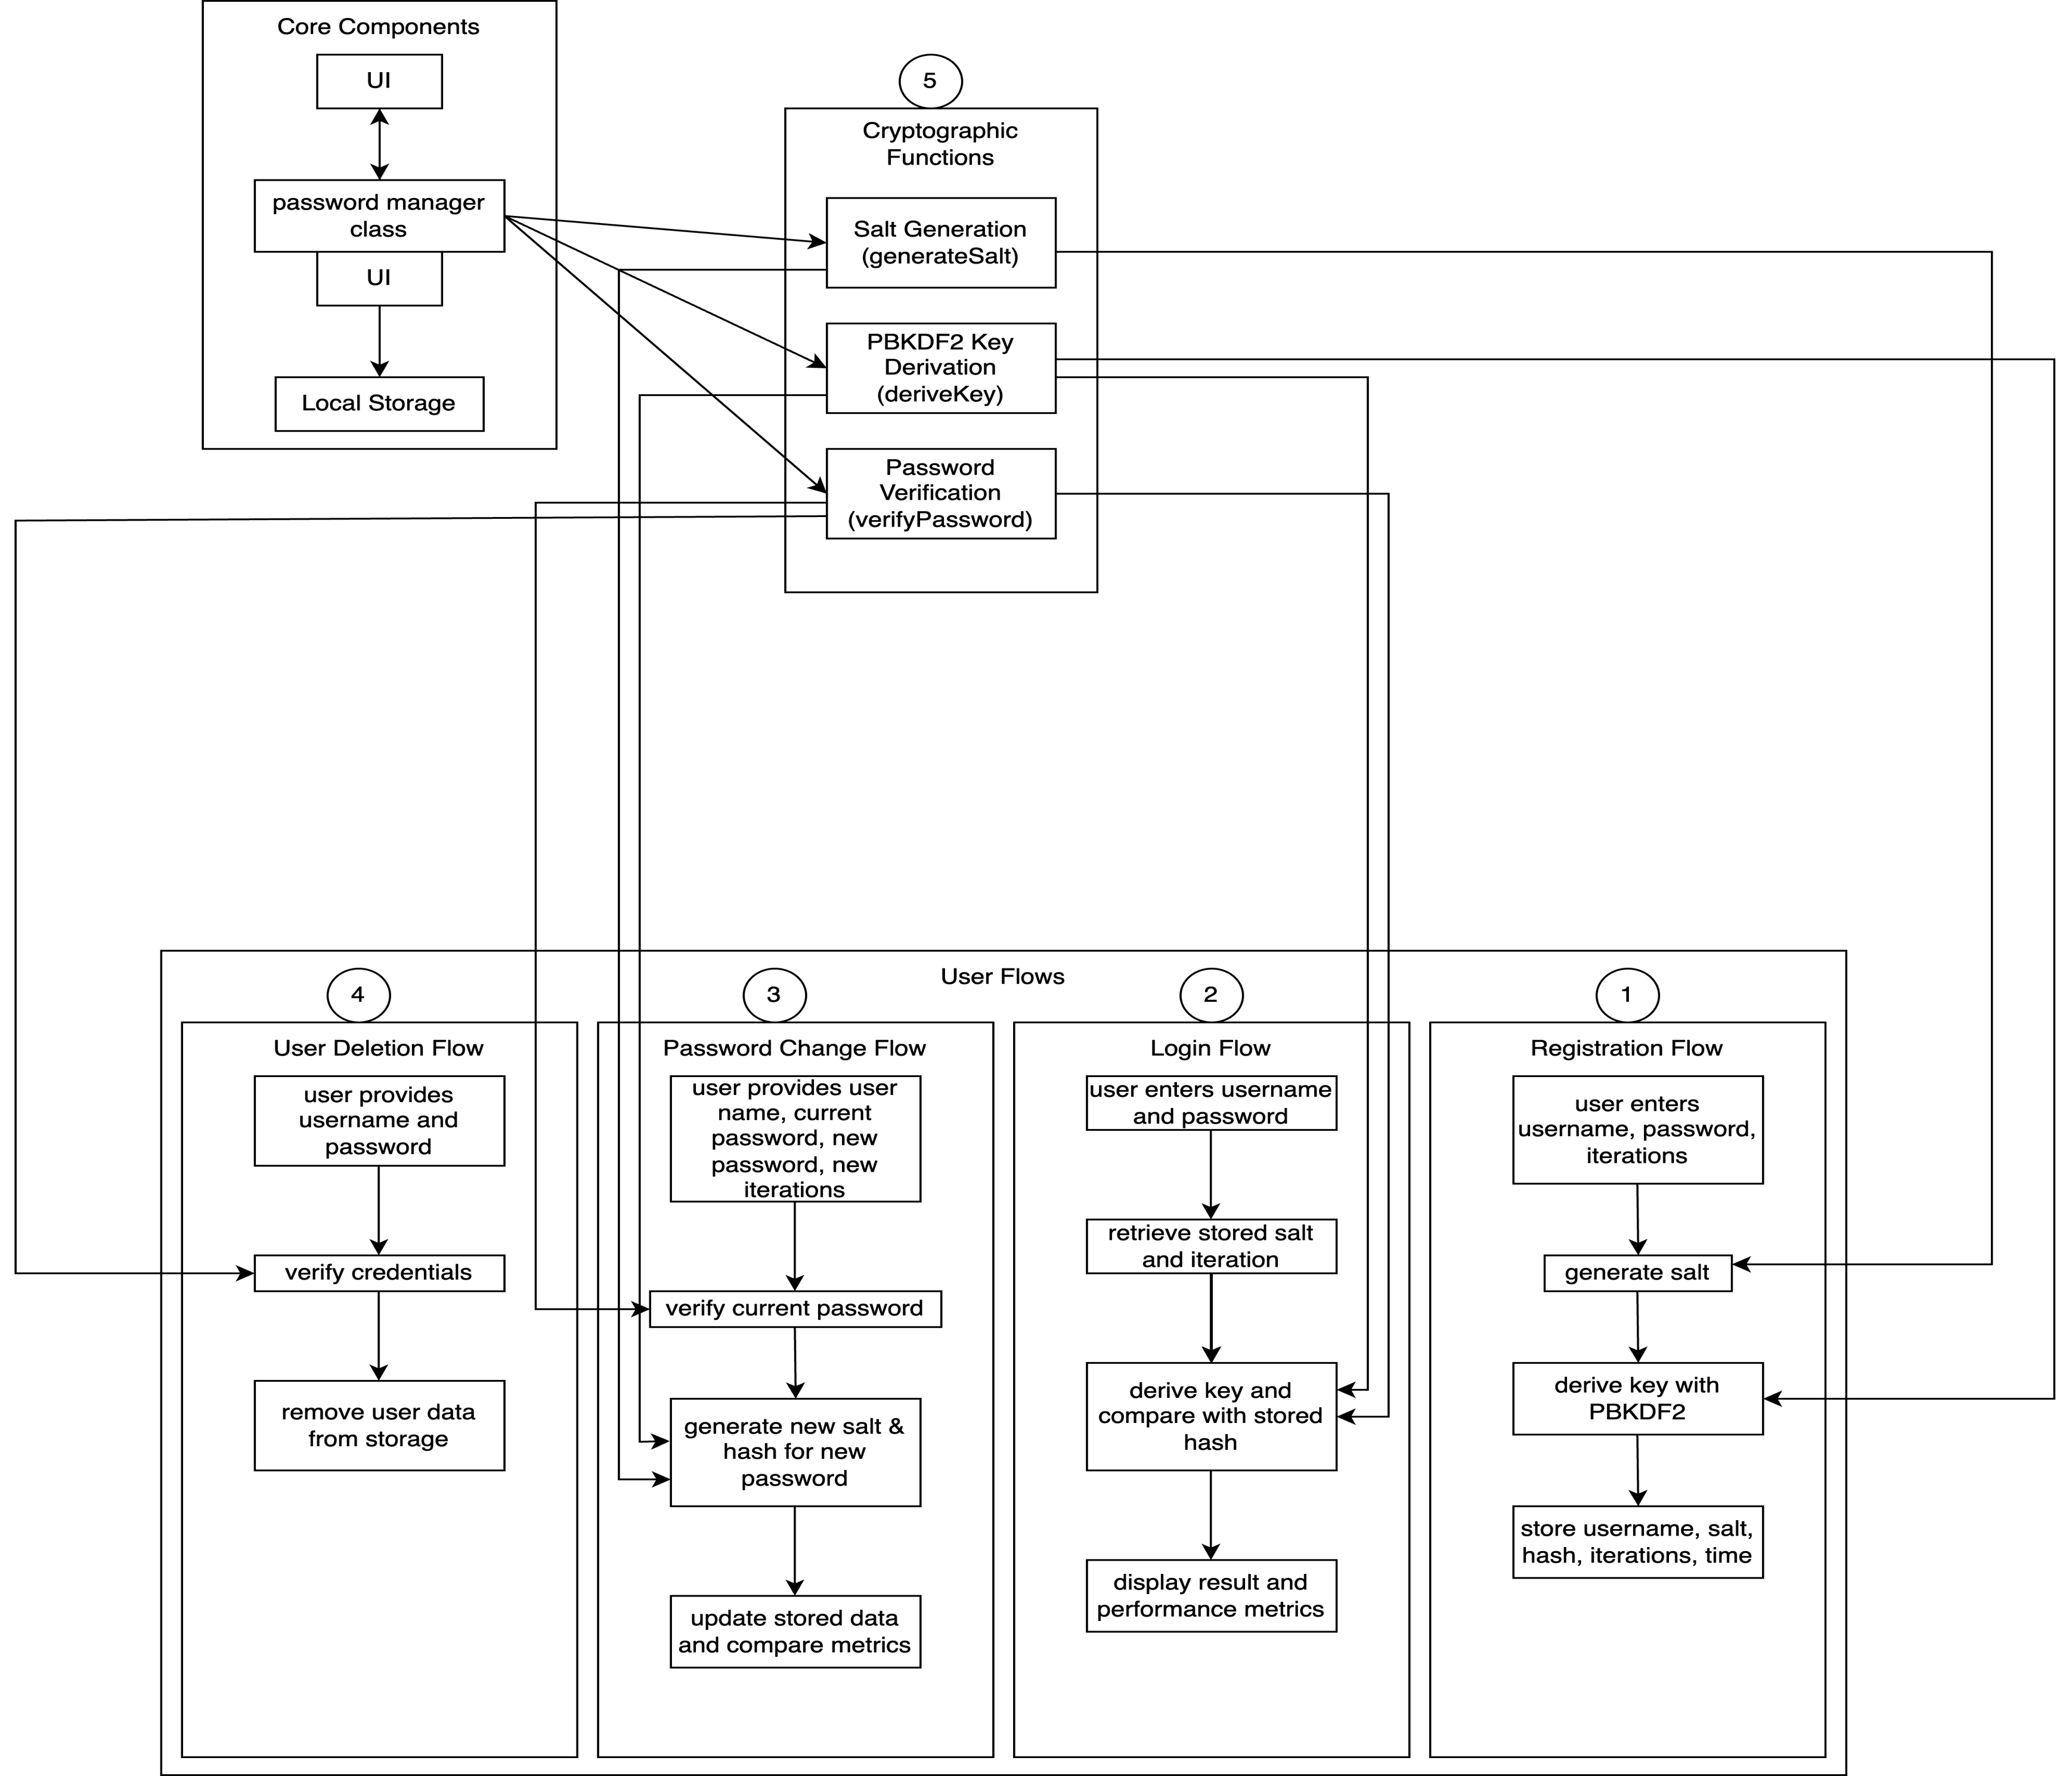 Core Components
UI
password manager
class
UI
Local Storage
5
Cryptographic
Functions
Salt Generation
(generateSalt)
PBKDF2 Key
Derivation
(deriveKey)
Password
Verification
(verifyPassword)
User Flows
4
User Deletion Flow
user provides
username and
password
verify credentials
remove user data
from storage
3
Password Change Flow
user provides user
name, current
password, new
password, new
iterations
verify current password
generate new salt &
hash for new
password
update stored data
and compare metrics
2
Login Flow
user enters username
and password
retrieve stored salt
and iteration
derive key and
compare with stored
hash
display result and
performance metrics
1
Registration Flow
user enters
username, password,
iterations
generate salt
derive key with
PBKDF2
store username, salt,
hash, iterations, time